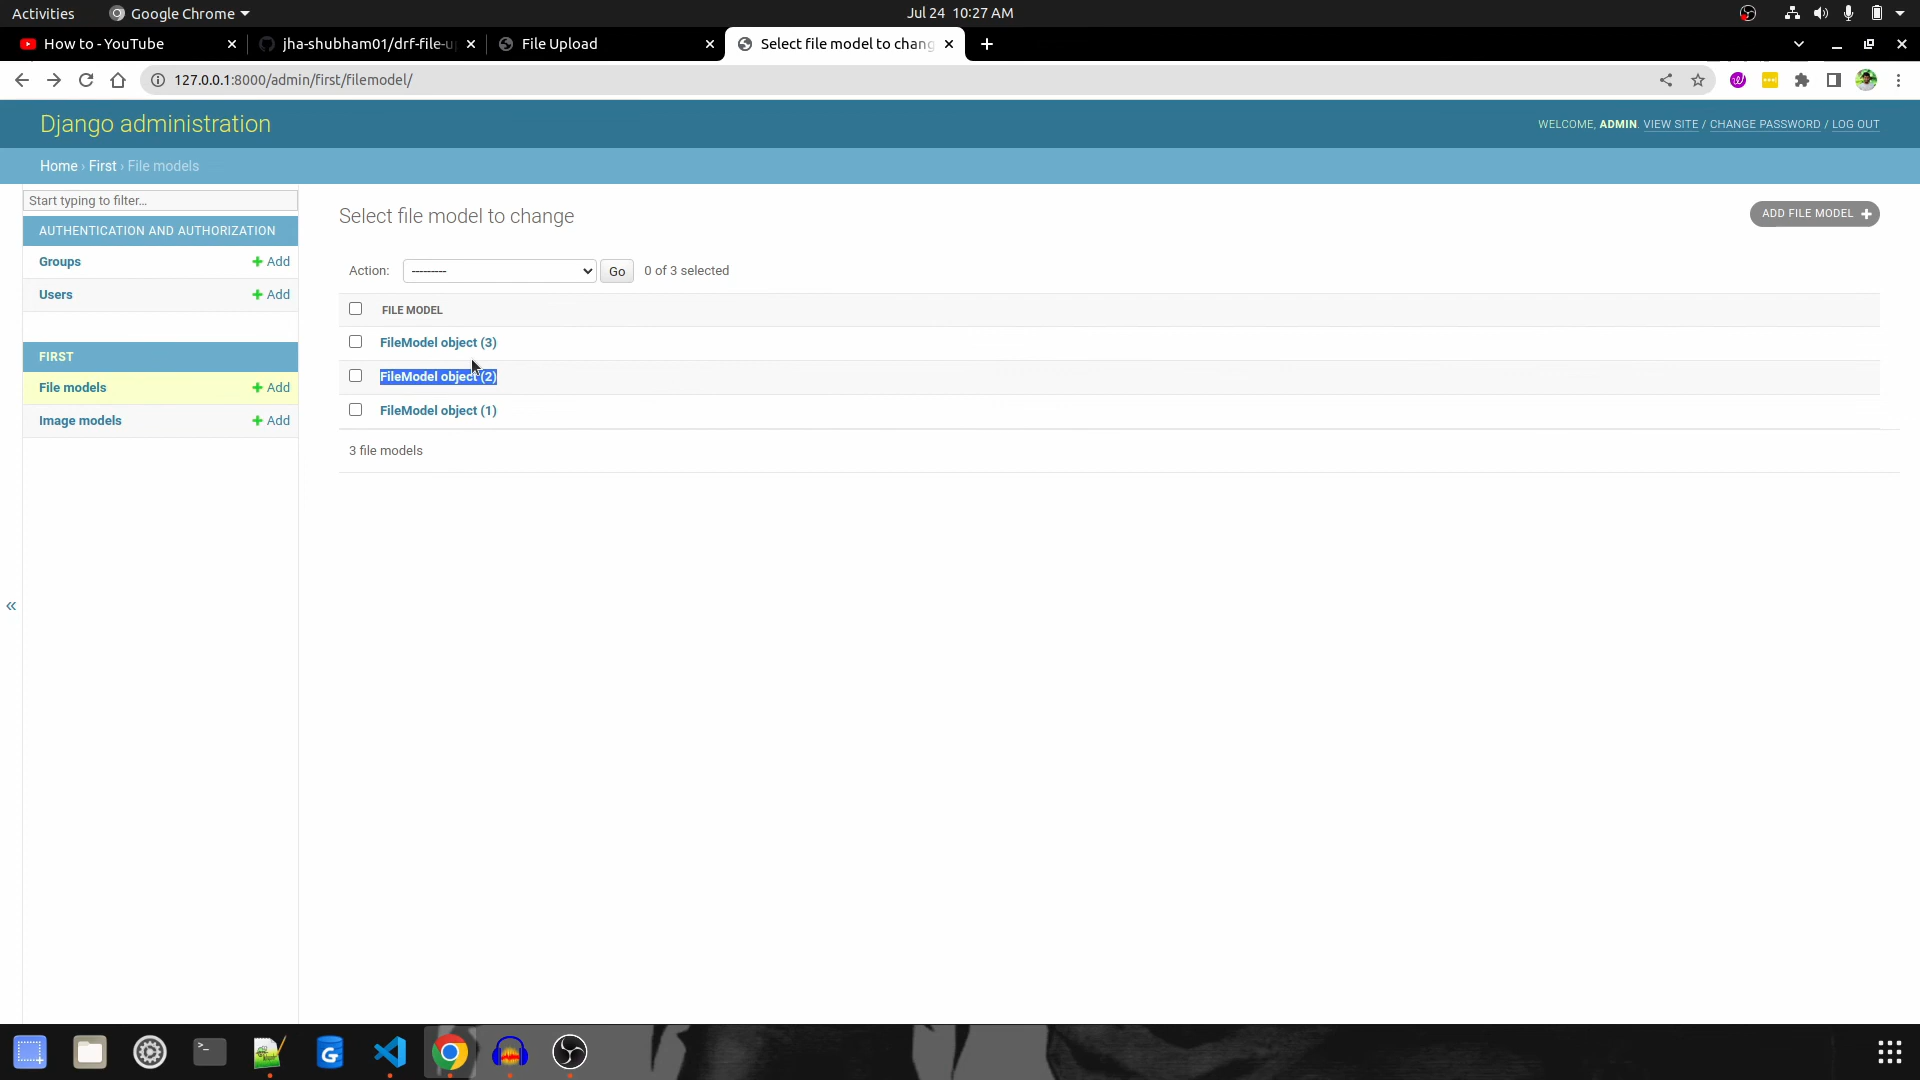 Activities
Google Chrome
Jul 24 10:27 AM
How to - YouTube
jha-shubham01/drf-file-u
File Upload
Select file model to chang
127.0.0.1:8000/admin/first/filemodel/
Django administration
WELCOME, ADMIN. VIEW SITE / CHANGE PASSWORD / LOG OUT
Home › First › File models
Start typing to filter...
AUTHENTICATION AND AUTHORIZATION
Groups
+ Add
Users
+ Add
FIRST
File models
+ Add
Image models
+ Add
«
Select file model to change
ADD FILE MODEL +
Action: --------- Go 0 of 3 selected
FILE MODEL
FileModel object (3)
FileModel object (2)
FileModel object (1)
3 file models